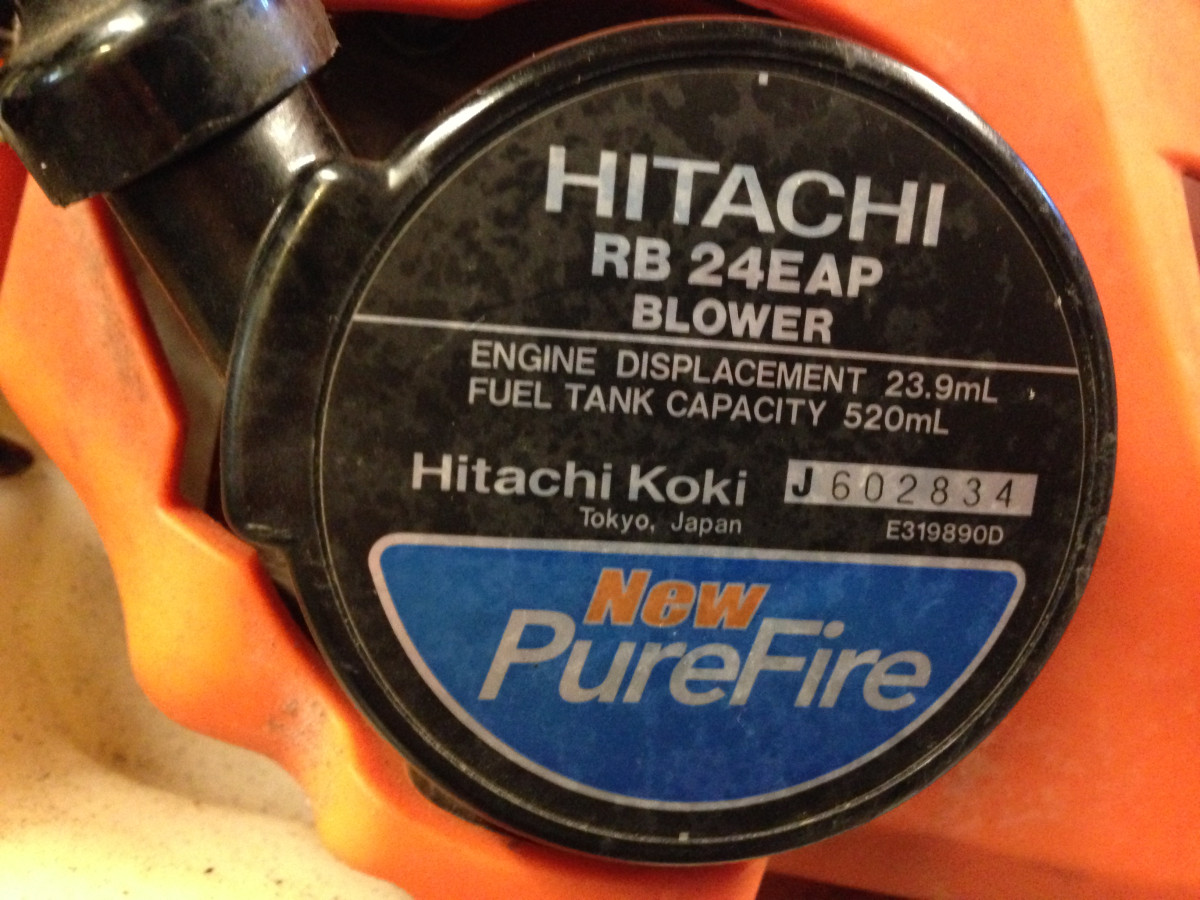 HITACHI
RB 24EAP
BLOWER
ENGINE DISPLACEMENT 23.9mL
FUEL TANK CAPACITY 520mL
Hitachi Koki J602834
Tokyo, Japan E319890D
New
PureFire